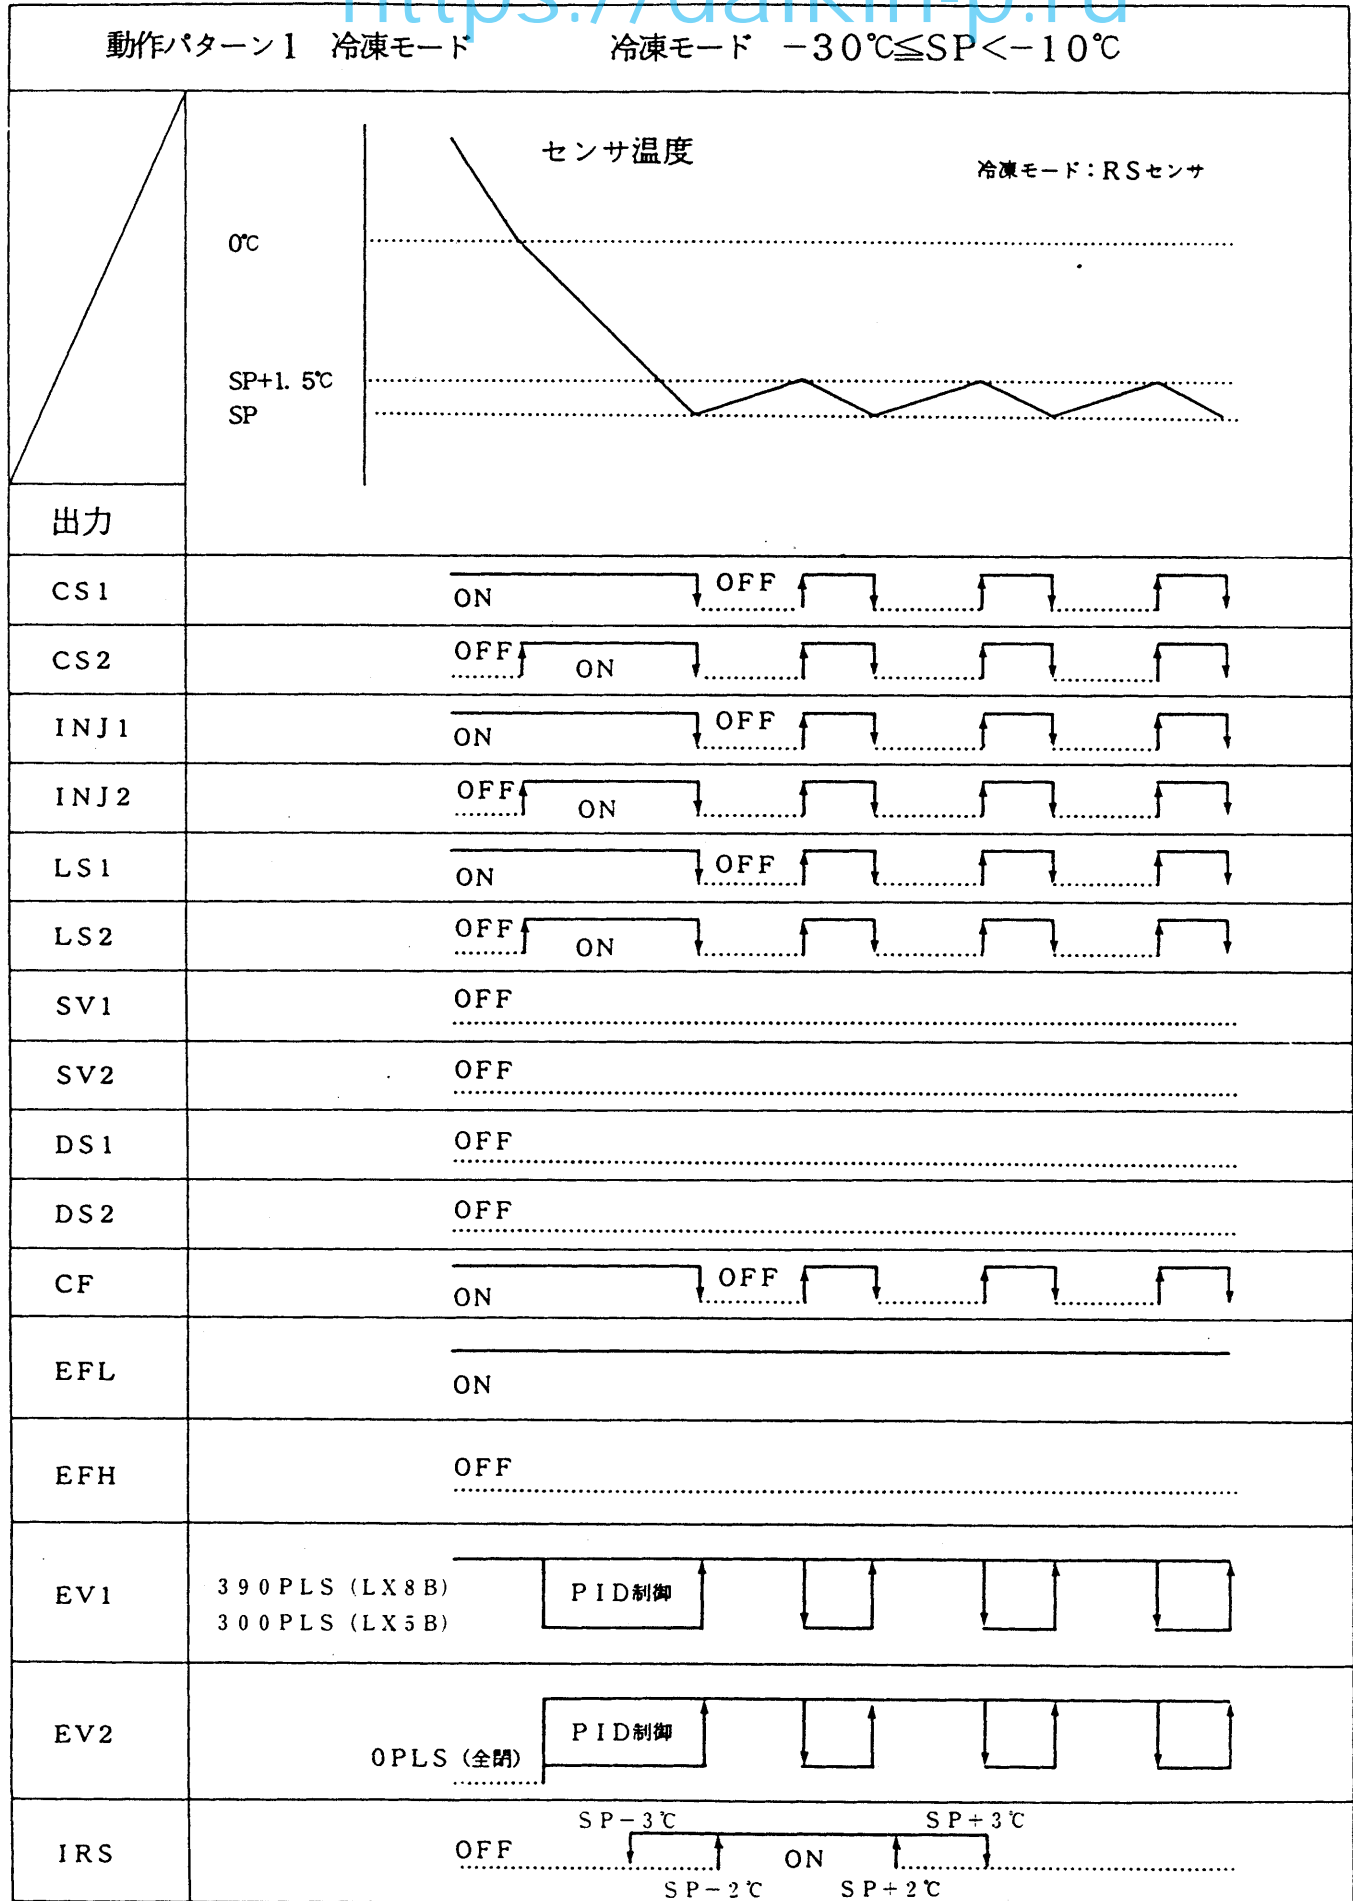 https://daikin-p.ru
動作パターン1 冷凍モード 冷凍モード -30℃≦SP<-10℃
センサ温度
冷凍モード:RSセンサ
0℃
SP+1.5℃
SP
出力
CS1 ON OFF
CS2 OFF ON
INJ1 ON OFF
INJ2 OFF ON
LS1 ON OFF
LS2 OFF ON
SV1 OFF
SV2 OFF
DS1 OFF
DS2 OFF
CF ON OFF
EFL ON
EFH OFF
EV1 390PLS (LX8B) PID制御
300PLS (LX5B)
EV2 PID制御
0PLS (全閉)
SP-3℃ SP+3℃
IRS OFF ON
SP-2℃ SP+2℃